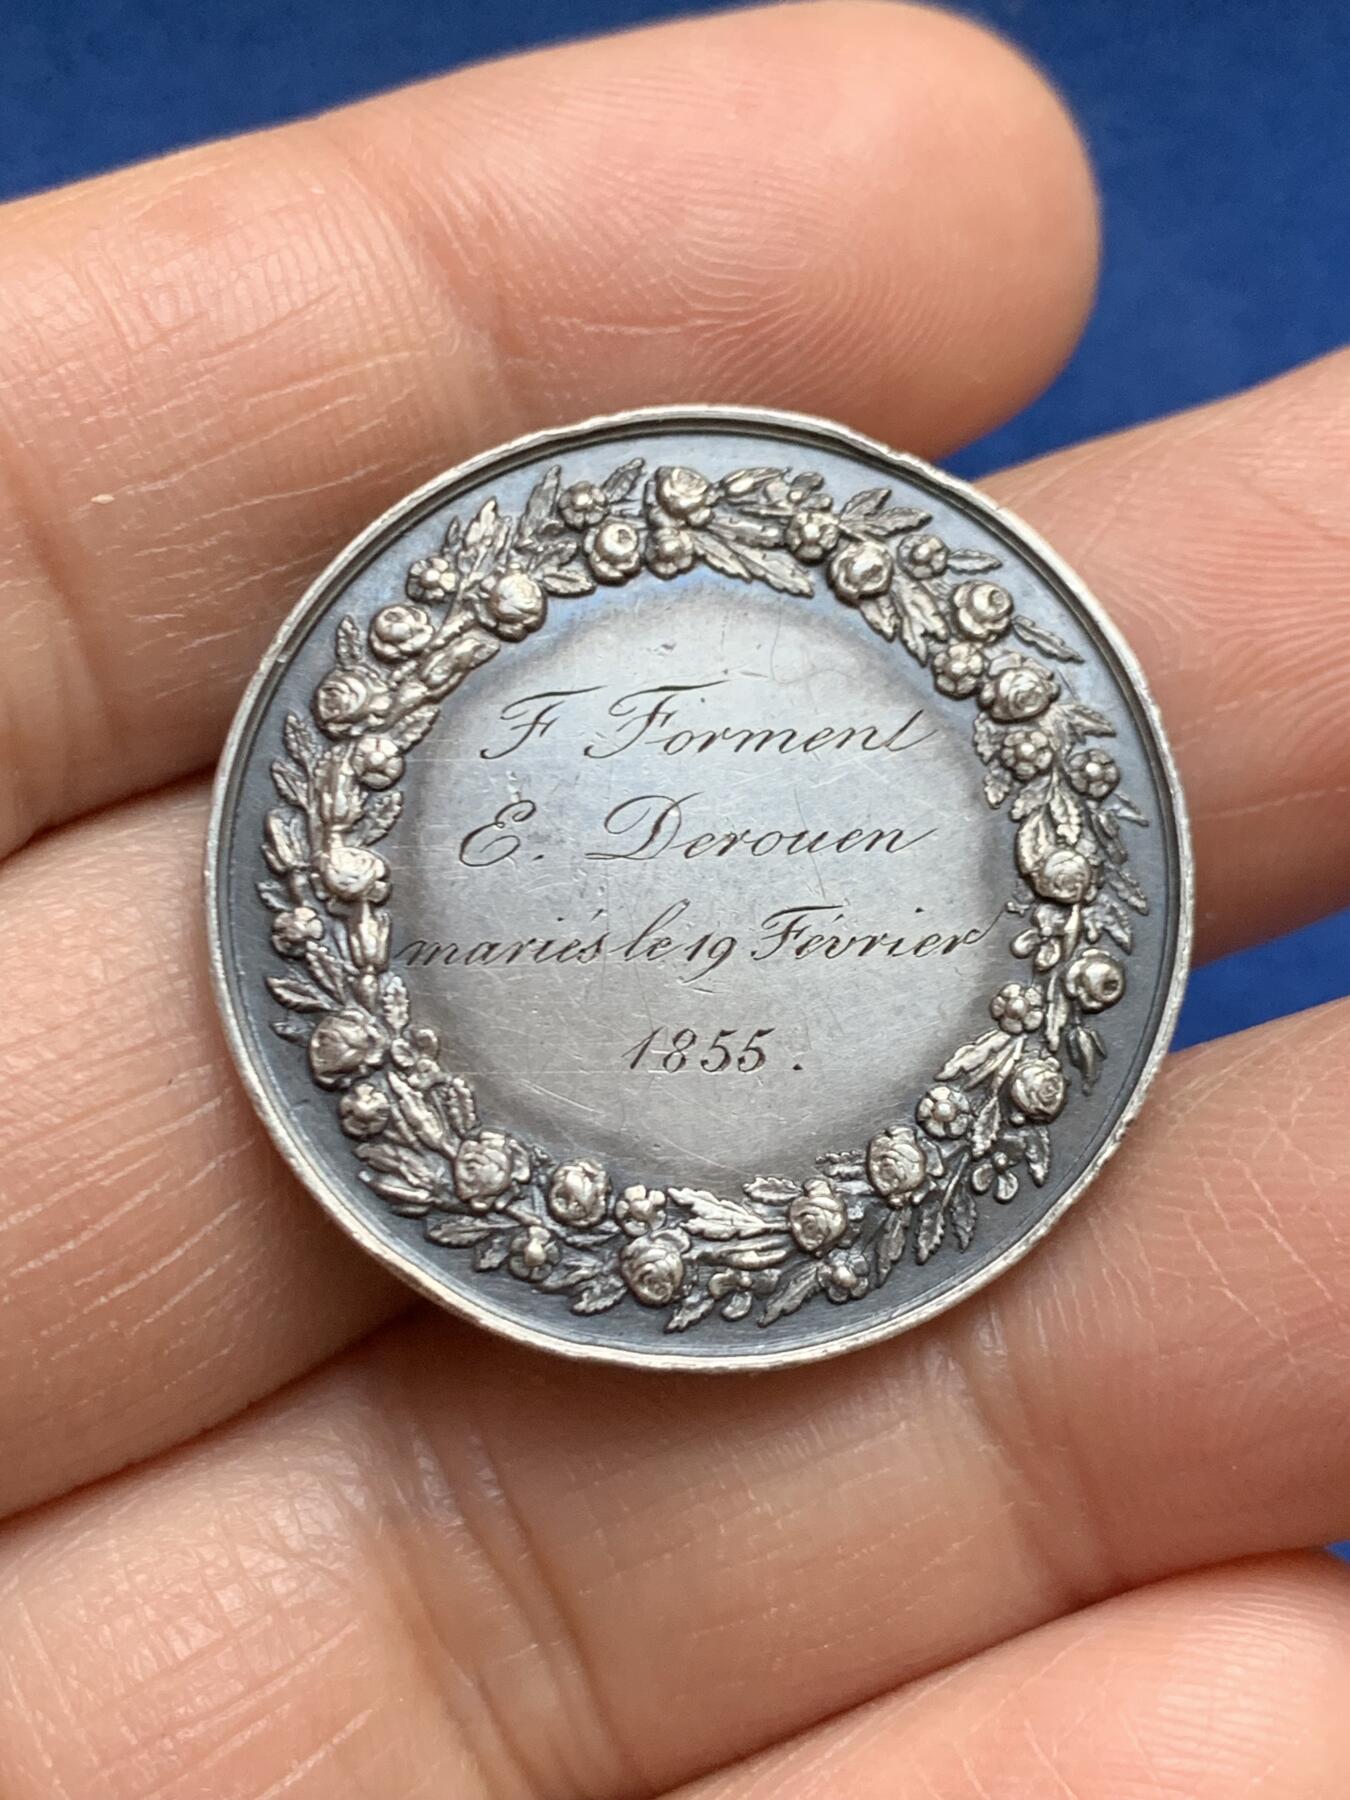 F Forment
E. Derouen
mariés le 19 Février
1855.